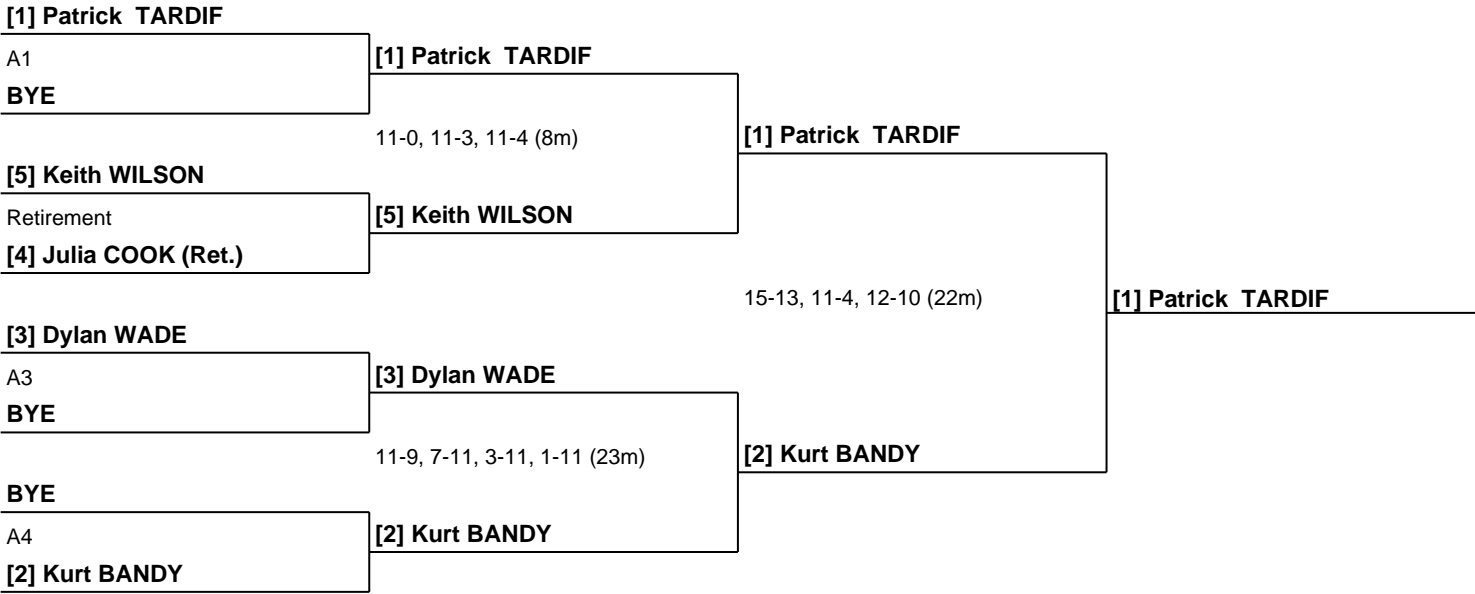 [1] Patrick  TARDIF
A1
BYE
[1] Patrick  TARDIF
11-0, 11-3, 11-4 (8m)
[1] Patrick  TARDIF
[5] Keith WILSON
Retirement
[4] Julia COOK (Ret.)
[5] Keith WILSON
15-13, 11-4, 12-10 (22m)
[1] Patrick  TARDIF
[3] Dylan WADE
A3
BYE
[3] Dylan WADE
11-9, 7-11, 3-11, 1-11 (23m)
[2] Kurt BANDY
BYE
A4
[2] Kurt BANDY
[2] Kurt BANDY